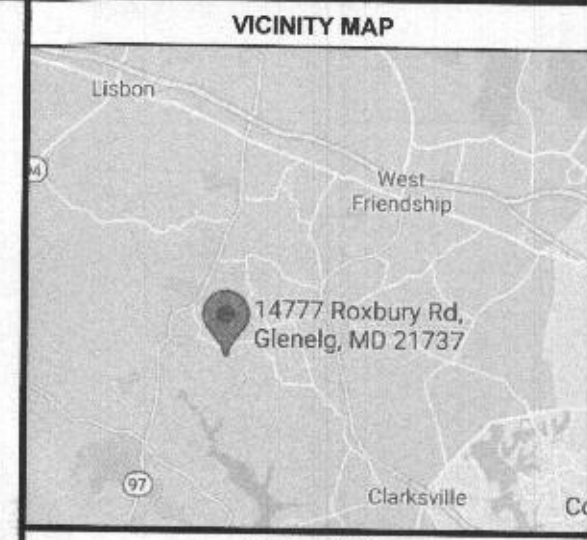 VICINITY MAP
Lisbon
West
Friendship
14777 Roxbury Rd,
Glenelg, MD 21737
97
Clarksville